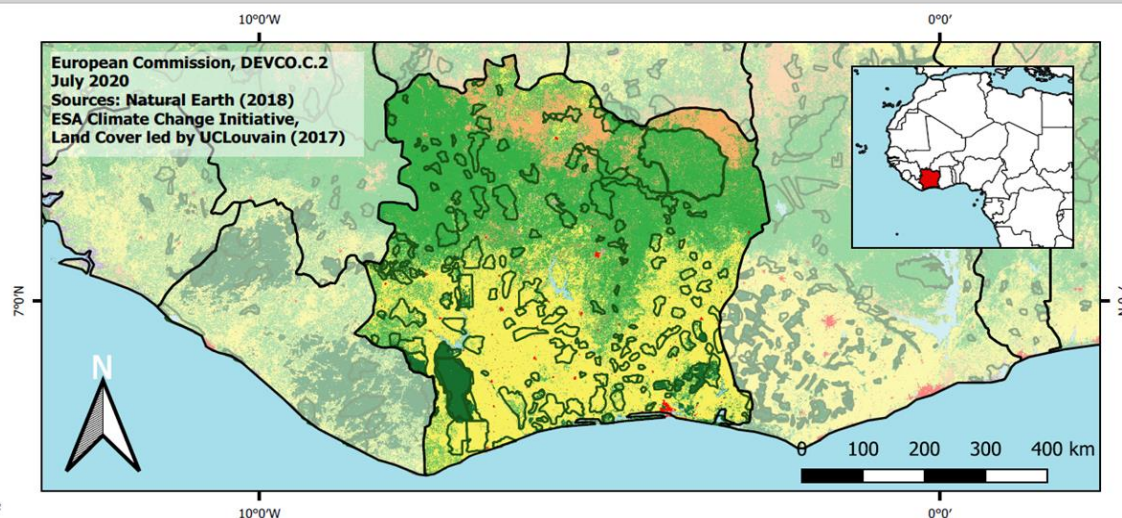 10°0'W 0°0'
European Commission, DEVCO.C.2
July 2020
Sources: Natural Earth (2018)
ESA Climate Change Initiative,
Land Cover led by UCLouvain (2017)
7°0'N
N
0 100 200 300 400 km
10°0'W 0°0'